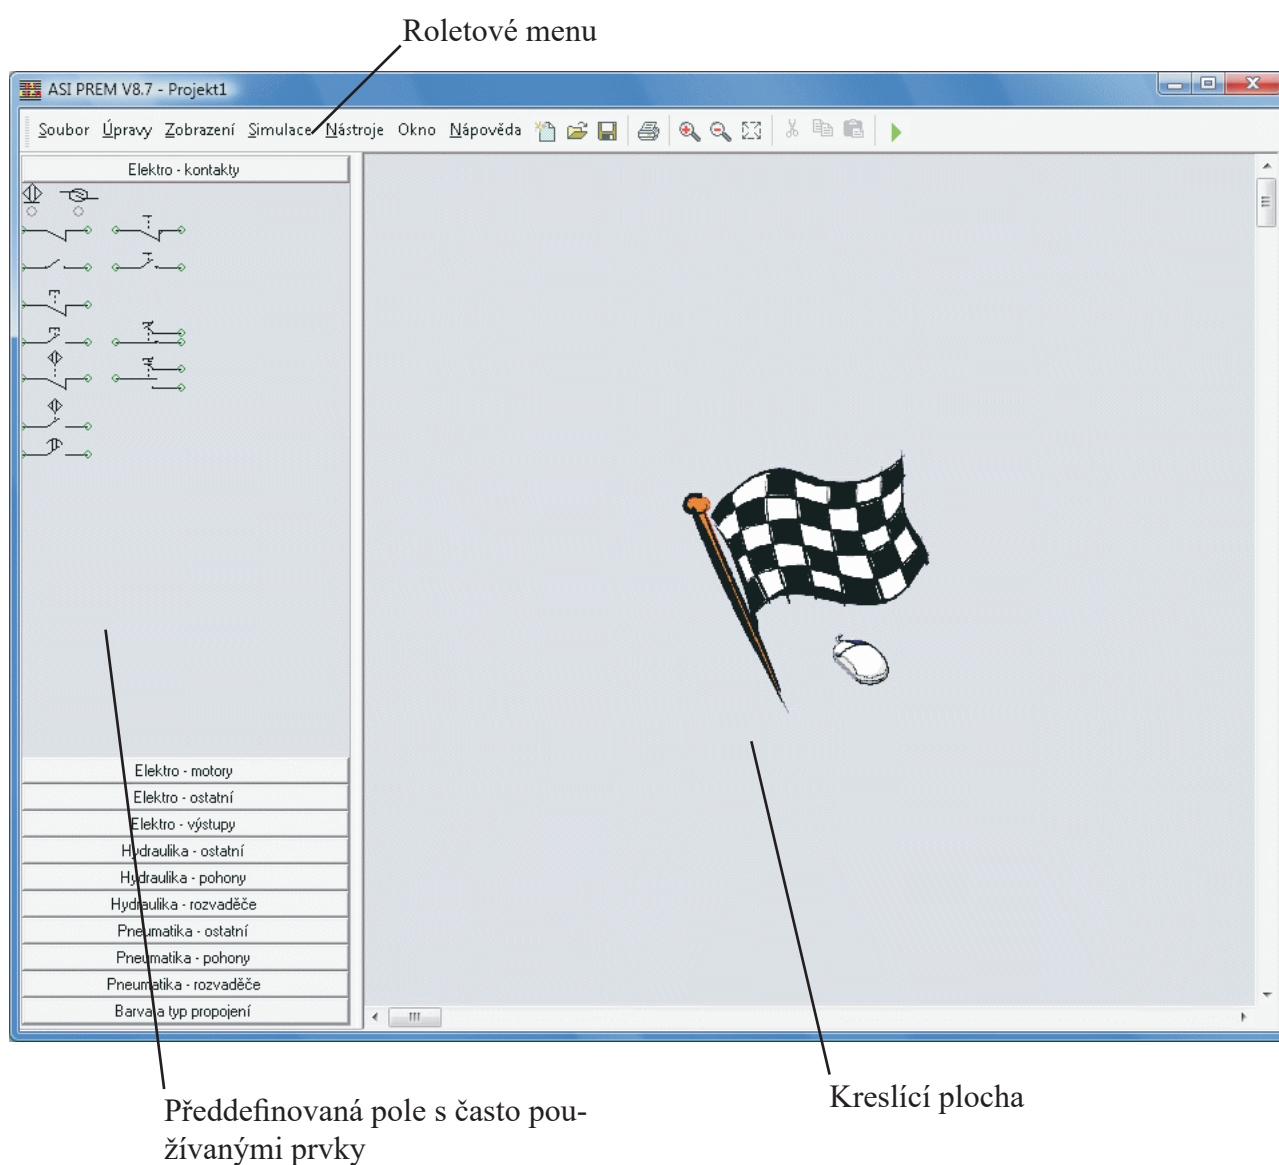 Roletové menu
ASI PREM V8.7 - Projekt1
Soubor Úpravy Zobrazení Simulace Nástroje Okno Nápověda
Elektro - kontakty
Elektro - motory
Elektro - ostatní
Elektro - výstupy
Hydraulika - ostatní
Hydraulika - pohony
Hydraulika - rozvaděče
Pneumatika - ostatní
Pneumatika - pohony
Pneumatika - rozvaděče
Barva a typ propojení
Kreslící plocha
Předdefinovaná pole s často pou-
žívanými prvky